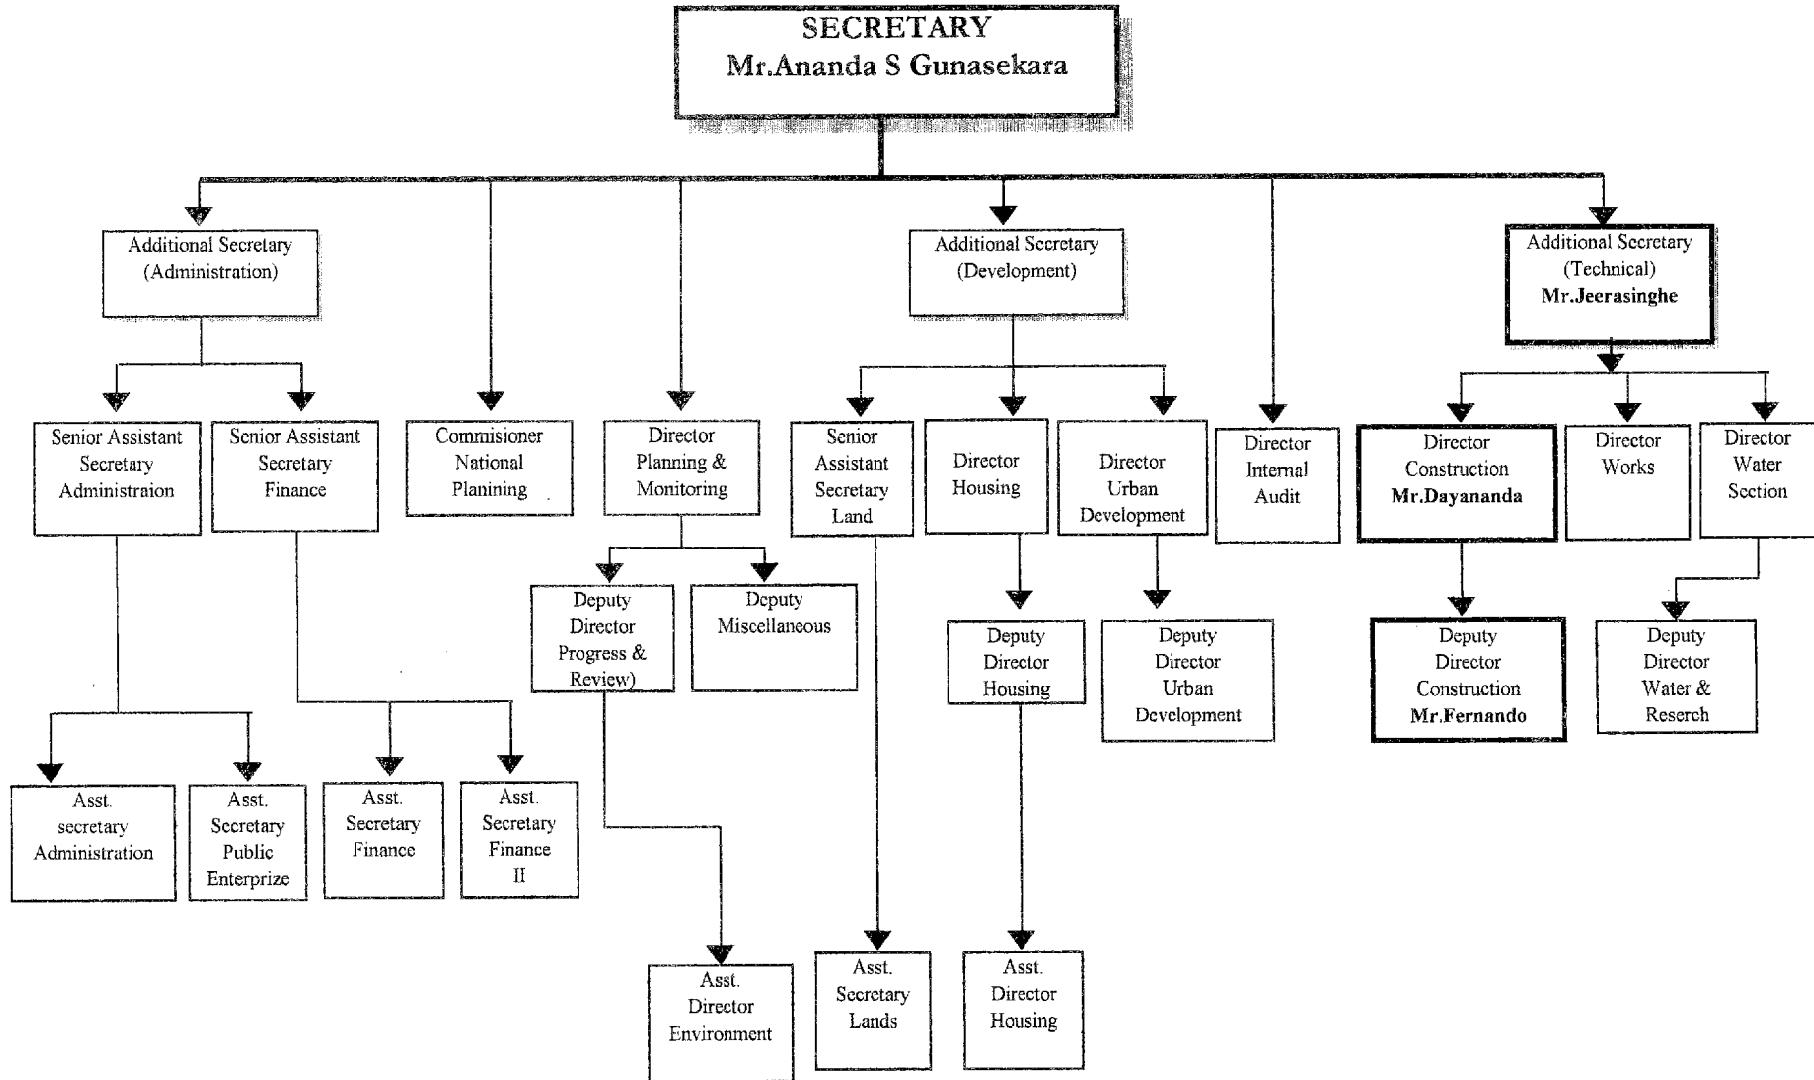 SECRETARY
Mr.Ananda S Gunasekara
Additional Secretary
(Administration)
Additional Secretary
(Development)
Additional Secretary
(Technical)
Mr.Jeerasinghe
Senior Assistant
Secretary
Administraion
Senior Assistant
Secretary
Finance
Commisioner
National
Planining
Director
Planning &
Monitoring
Senior
Assistant
Secretary
Land
Director
Housing
Director
Urban
Development
Director
Internal
Audit
Director
Construction
Mr.Dayananda
Director
Works
Director
Water
Section
Deputy
Director
Progress &
Review)
Deputy
Miscellaneous
Deputy
Director
Housing
Deputy
Director
Urban
Development
Deputy
Director
Construction
Mr.Fernando
Deputy
Director
Water &
Reserch
Asst.
secretary
Administration
Asst.
Secretary
Public
Enterprize
Asst.
Secretary
Finance
Asst.
Secretary
Finance
II
Asst.
Director
Environment
Asst.
Secretary
Lands
Asst.
Director
Housing